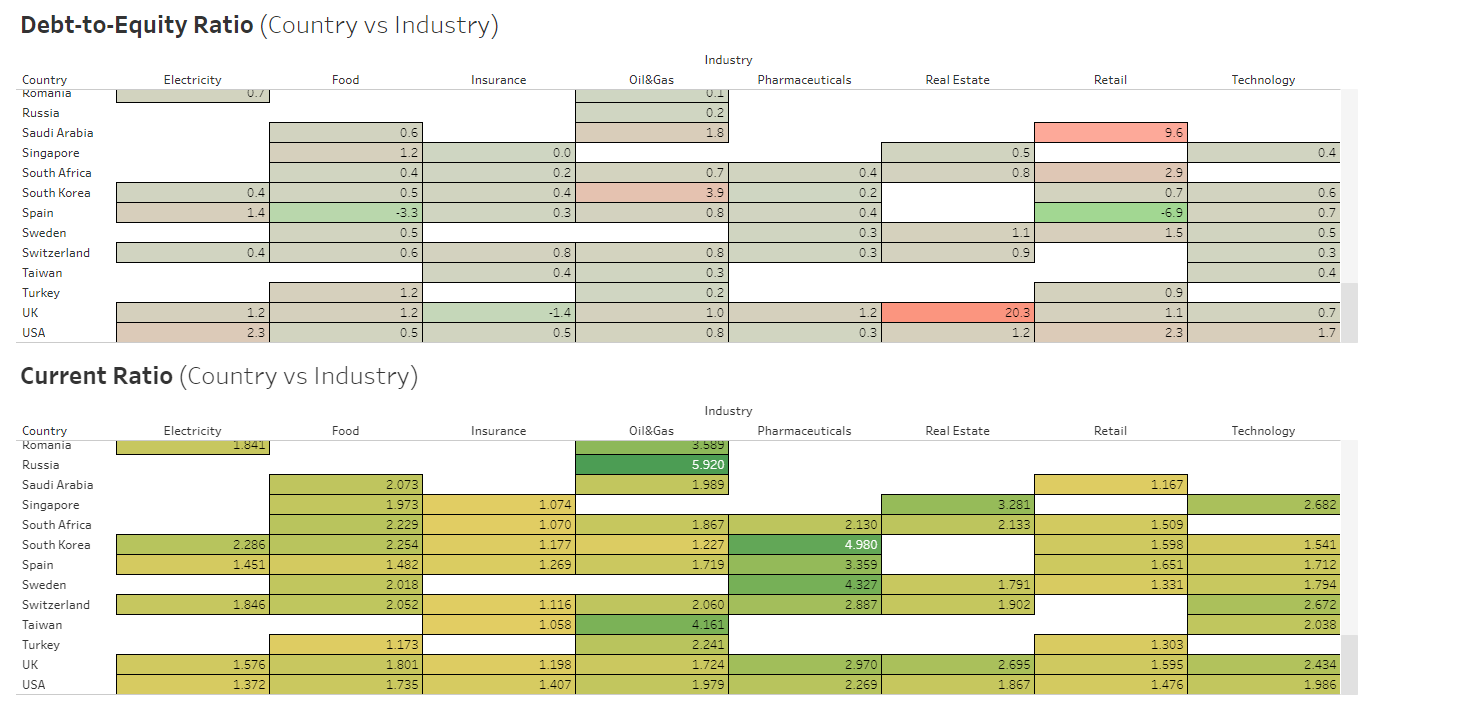 Debt-to-Equity Ratio (Country vs Industry)
Industry
Country Electricity Food Insurance Oil&Gas Pharmaceuticals Real Estate Retail Technology
Romania 0.7 0.1
Russia 0.2
Saudi Arabia 0.6 1.8 9.6
Singapore 1.2 0.0 0.5 0.4
South Africa 0.4 0.2 0.7 0.4 0.8 2.9
South Korea 0.4 0.5 0.4 3.9 0.2 0.7 0.6
Spain 1.4 -3.3 0.3 0.8 0.4 -6.9 0.7
Sweden 0.5 0.3 1.1 1.5 0.5
Switzerland 0.4 0.6 0.8 0.8 0.3 0.9 0.3
Taiwan 0.4 0.3 0.4
Turkey 1.2 0.2 0.9
UK 1.2 1.2 -1.4 1.0 1.2 20.3 1.1 0.7
USA 2.3 0.5 0.5 0.8 0.3 1.2 2.3 1.7
Current Ratio (Country vs Industry)
Industry
Country Electricity Food Insurance Oil&Gas Pharmaceuticals Real Estate Retail Technology
Romania 1.841 3.589
Russia 5.920
Saudi Arabia 2.073 1.989 1.167
Singapore 1.973 1.074 3.281 2.682
South Africa 2.229 1.070 1.867 2.130 2.133 1.509
South Korea 2.286 2.254 1.177 1.227 4.980 1.598 1.541
Spain 1.451 1.482 1.269 1.719 3.359 1.651 1.712
Sweden 2.018 4.327 1.791 1.331 1.794
Switzerland 1.846 2.052 1.116 2.060 2.887 1.902 2.672
Taiwan 1.058 4.161 2.038
Turkey 1.173 2.241 1.303
UK 1.576 1.801 1.198 1.724 2.970 2.695 1.595 2.434
USA 1.372 1.735 1.407 1.979 2.269 1.867 1.476 1.986